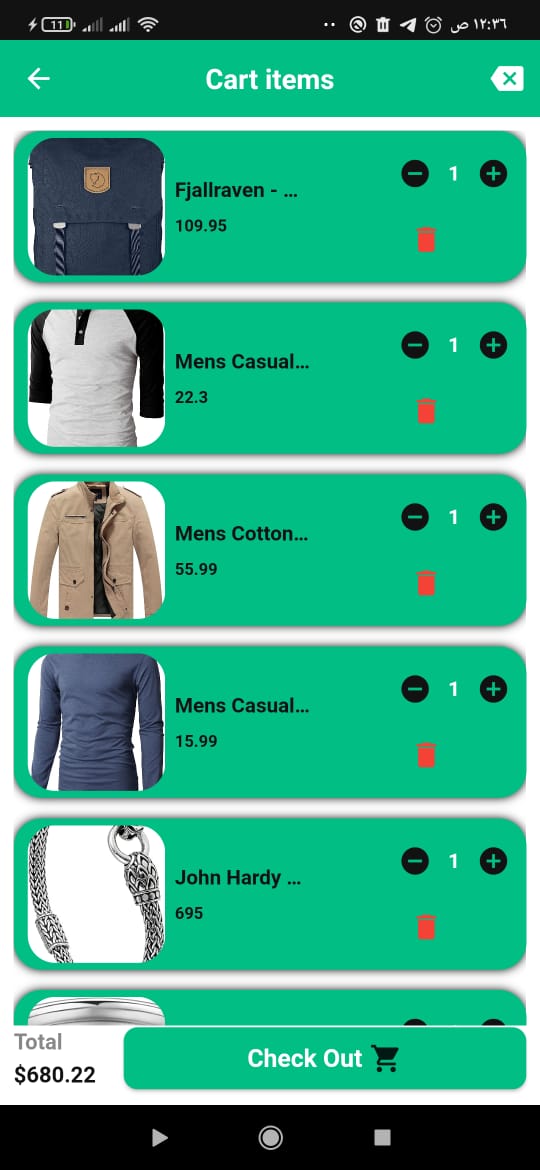 11
١٢:٣٦ ص
Cart items
Fjallraven - ...
109.95
1
Mens Casual...
22.3
1
Mens Cotton...
55.99
1
Mens Casual...
15.99
1
John Hardy ...
695
1
Total
$680.22
Check Out